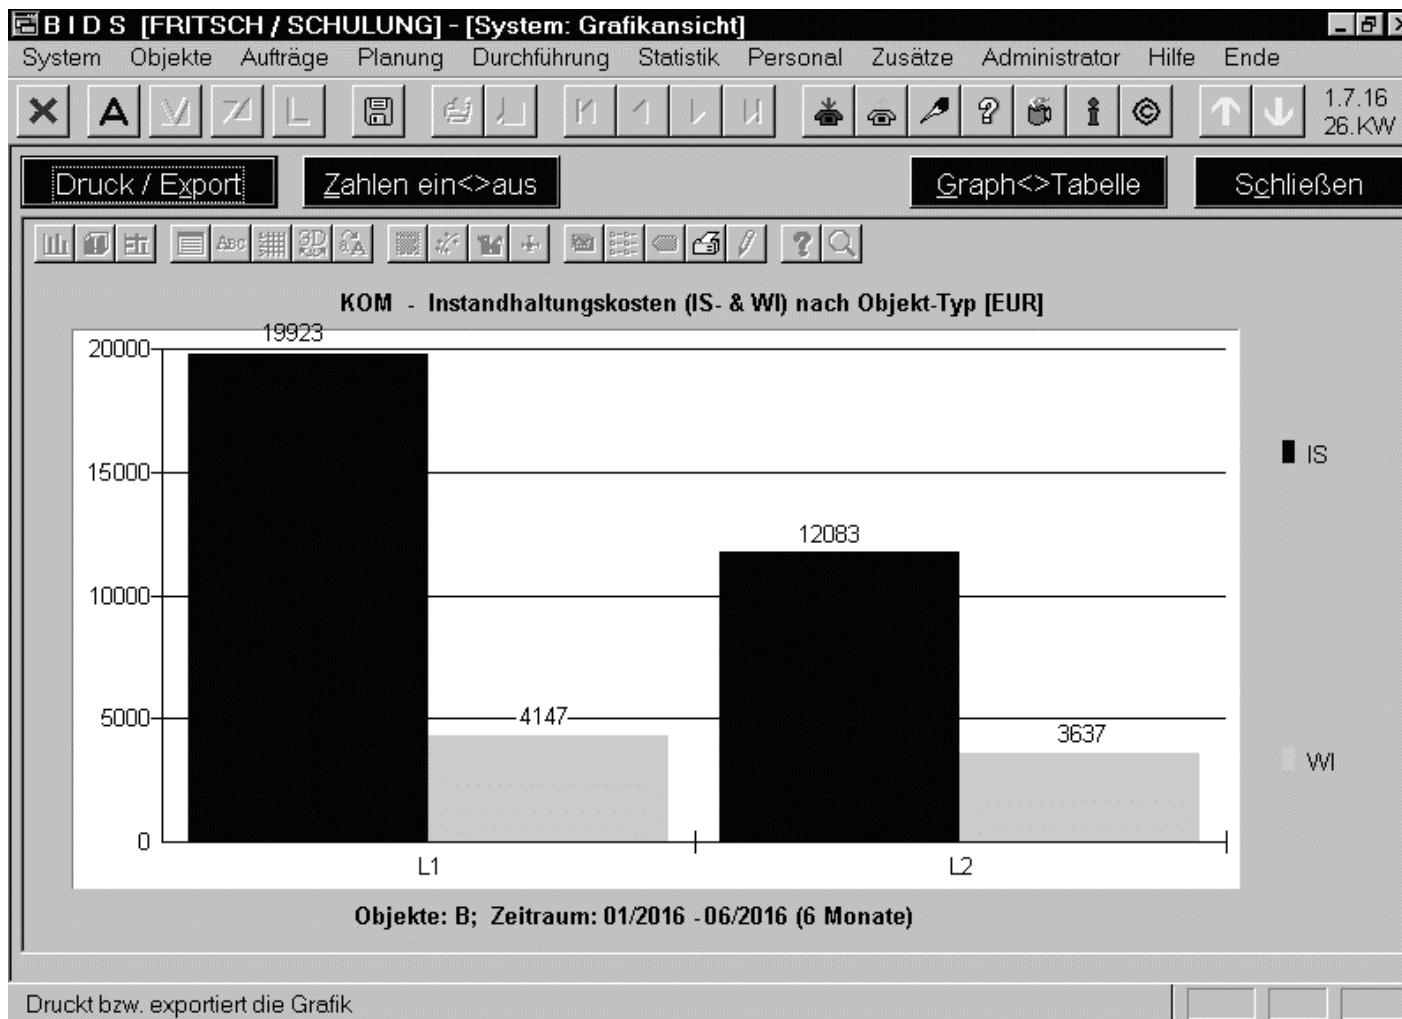 B I D S [FRITSCH / SCHULUNG] - [System: Grafikansicht]
System Objekte Aufträge Planung Durchführung Statistik Personal Zusätze Administrator Hilfe Ende
1.7.16
26.KW
Druck / Export Zahlen ein<>aus Graph<>Tabelle Schließen
KOM - Instandhaltungskosten (IS- & WI) nach Objekt-Typ [EUR]
19923
20000
15000
IS
12083
10000
5000
4147
3637
WI
0
L1 L2
Objekte: B; Zeitraum: 01/2016 - 06/2016 (6 Monate)
Druckt bzw. exportiert die Grafik